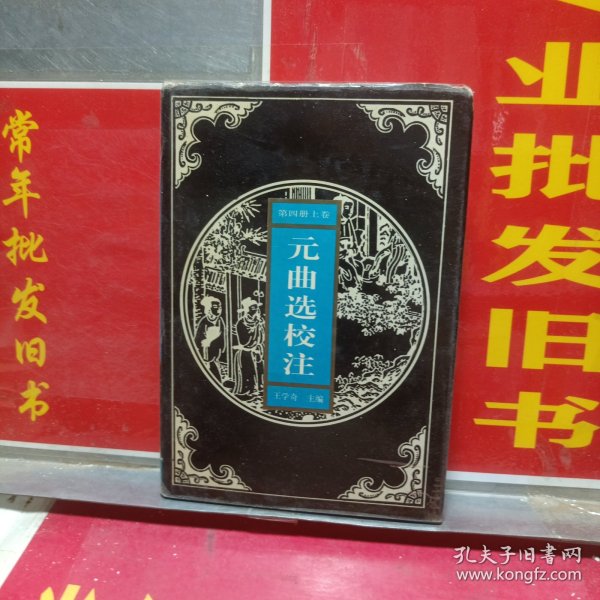 常年批发旧书
业批发旧书
第四册上卷
元曲选校注
王学奇 主编
孔夫子旧書网
www.kongfz.com